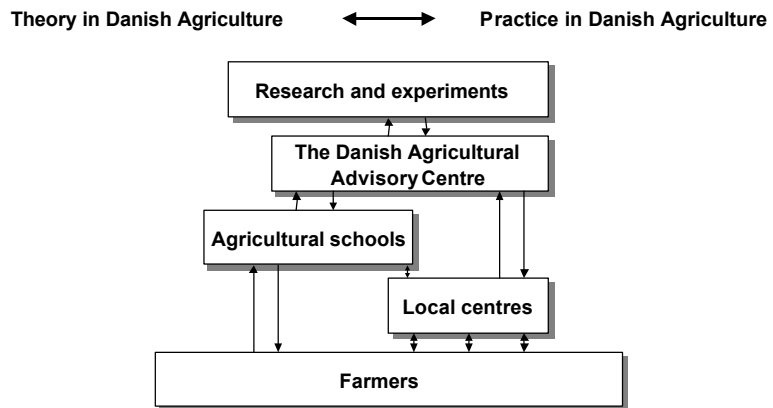 Theory in Danish Agriculture
Practice in Danish Agriculture
Research and experiments
The Danish Agricultural
Advisory Centre
Agricultural schools
Local centres
Farmers